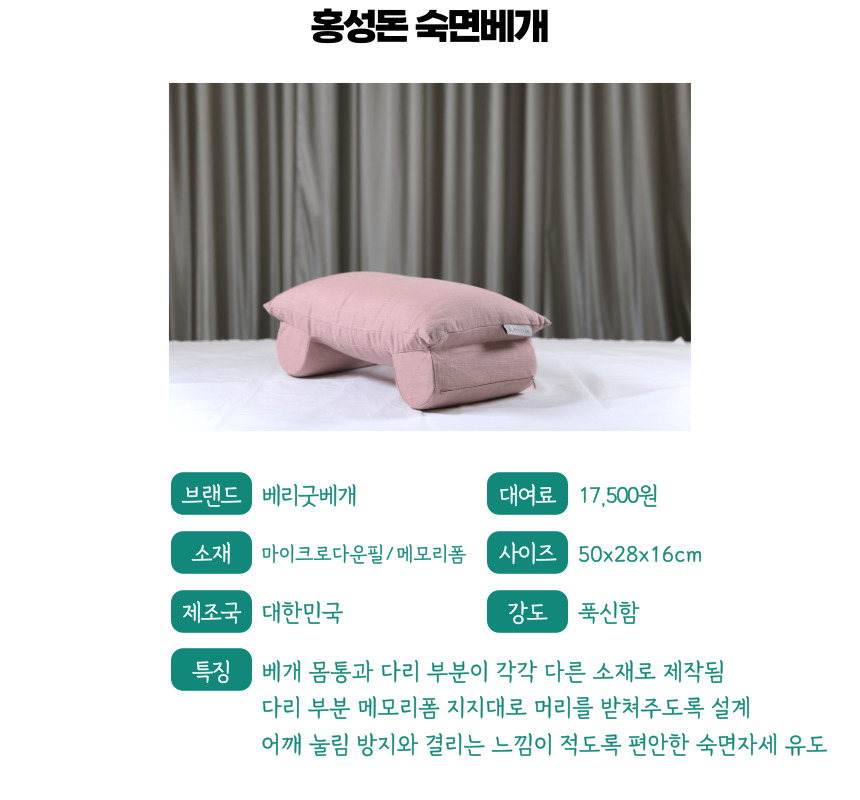 홍성돈 숙면베개
브랜드 베리굿베개 대여료 17,500원
소재 마이크로다운필/메모리폼 사이즈 50x28x16cm
제조국 대한민국 강도 푹신함
특징 베개 몸통과 다리 부분이 각각 다른 소재로 제작됨
다리 부분 메모리폼 지지대로 머리를 받쳐주도록 설계
어깨 눌림 방지와 결리는 느낌이 적도록 편안한 숙면자세 유도